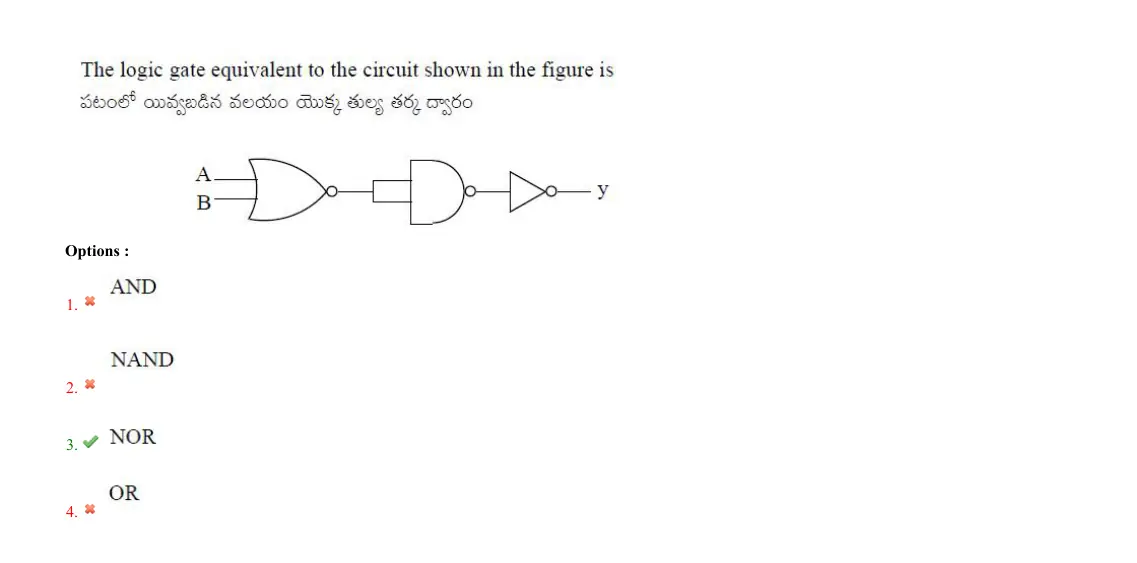 The logic gate equivalent to the circuit shown in the figure is
పటంలో యివ్వబడిన వలయం యొక్క తుల్య తర్క ద్వారం
A
B
y
Options :
AND
1.
NAND
2.
3. NOR
OR
4.